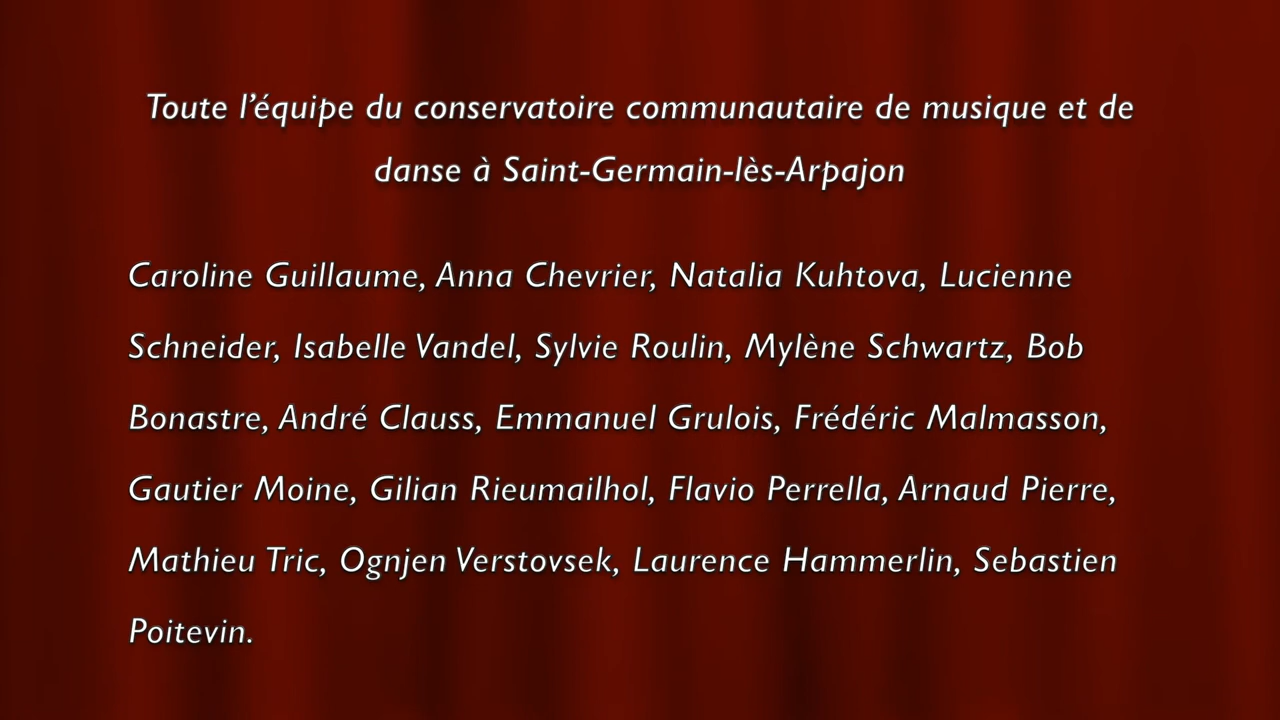 Toute l’équipe du conservatoire communautaire de musique et de
danse à Saint-Germain-lès-Arpajon
Caroline Guillaume, Anna Chevrier, Natalia Kuhtova, Lucienne
Schneider, Isabelle Vandel, Sylvie Roulin, Mylène Schwartz, Bob
Bonastre, André Clauss, Emmanuel Grulois, Frédéric Malmasson,
Gautier Moine, Gilian Rieumailhol, Flavio Perrella, Arnaud Pierre,
Mathieu Tric, Ognjen Verstovsek, Laurence Hammerlin, Sebastien
Poitevin.